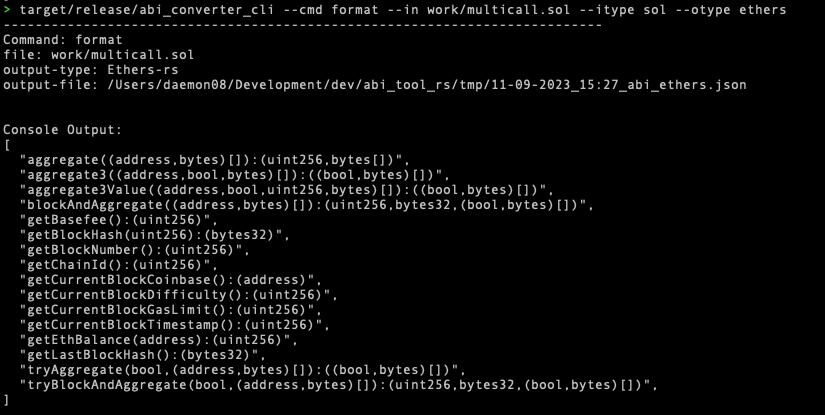 > target/release/abi_converter_cli --cmd format --in work/multicall.sol --itype sol --otype ethers
------------------------------------------------------------------------
Command: format
file: work/multicall.sol
output-type: Ethers-rs
output-file: /Users/daemon08/Development/dev/abi_tool_rs/tmp/11-09-2023_15:27_abi_ethers.json
Console Output:
[
  "aggregate((address,bytes)[]):(uint256,bytes[])",
  "aggregate3((address,bool,bytes)[]):((bool,bytes)[])",
  "aggregate3Value((address,bool,uint256,bytes)[]):((bool,bytes)[])",
  "blockAndAggregate((address,bytes)[]):(uint256,bytes32,(bool,bytes)[])",
  "getBasefee():(uint256)",
  "getBlockHash(uint256):(bytes32)",
  "getBlockNumber():(uint256)",
  "getChainId():(uint256)",
  "getCurrentBlockCoinbase():(address)",
  "getCurrentBlockDifficulty():(uint256)",
  "getCurrentBlockGasLimit():(uint256)",
  "getCurrentBlockTimestamp():(uint256)",
  "getEthBalance(address):(uint256)",
  "getLastBlockHash():(bytes32)",
  "tryAggregate(bool,(address,bytes)[]):((bool,bytes)[])",
  "tryBlockAndAggregate(bool,(address,bytes)[]):(uint256,bytes32,(bool,bytes)[])",
]